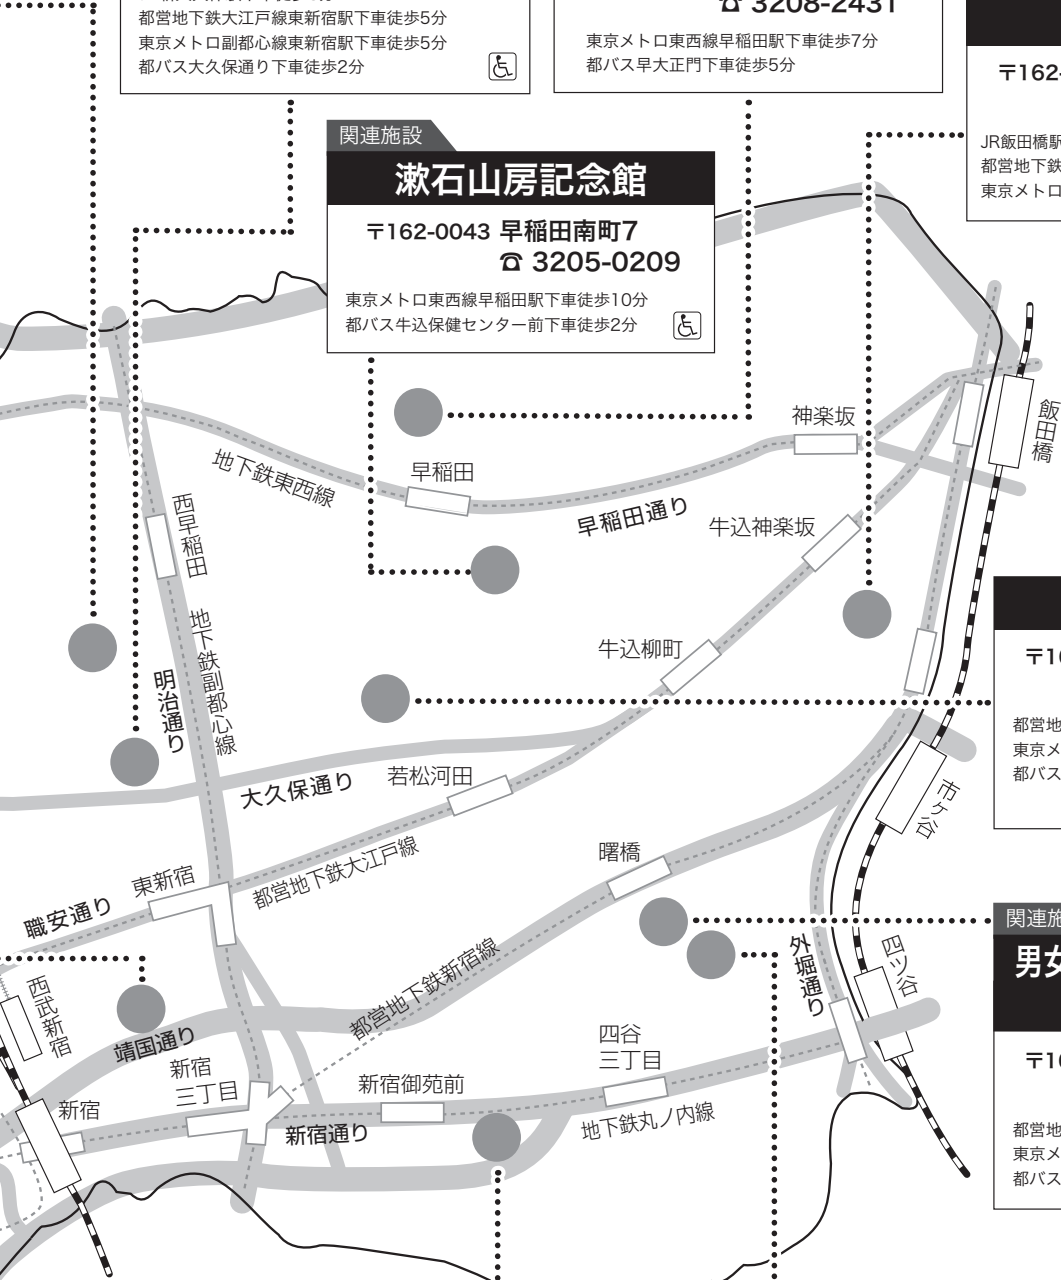 都営地下鉄大江戸線東新宿駅下車徒歩5分
東京メトロ副都心線東新宿駅下車徒歩5分
都バス大久保通り下車徒歩2分
☎ 3208-2431
東京メトロ東西線早稲田駅下車徒歩7分
都バス早大正門下車徒歩5分
〒162-
JR飯田橋駅
都営地下鉄
東京メトロ
関連施設
漱石山房記念館
〒162-0043 早稲田南町7
☎ 3205-0209
東京メトロ東西線早稲田駅下車徒歩10分
都バス牛込保健センター前下車徒歩2分
神楽坂
飯田橋
地下鉄東西線
早稲田
西早稲田
早稲田通り
牛込神楽坂
地下鉄副都心線
牛込柳町
明治通り
〒16
都営地
東京メ
都バス
大久保通り
若松河田
市ヶ谷
曙橋
東新宿
都営地下鉄大江戸線
職安通り
関連施
男女
外堀通り
四ツ谷
都営地下鉄新宿線
西武新宿
靖国通り
四谷
三丁目
新宿
三丁目
新宿御苑前
〒16
新宿
新宿通り
地下鉄丸ノ内線
都営地
東京メ
都バス